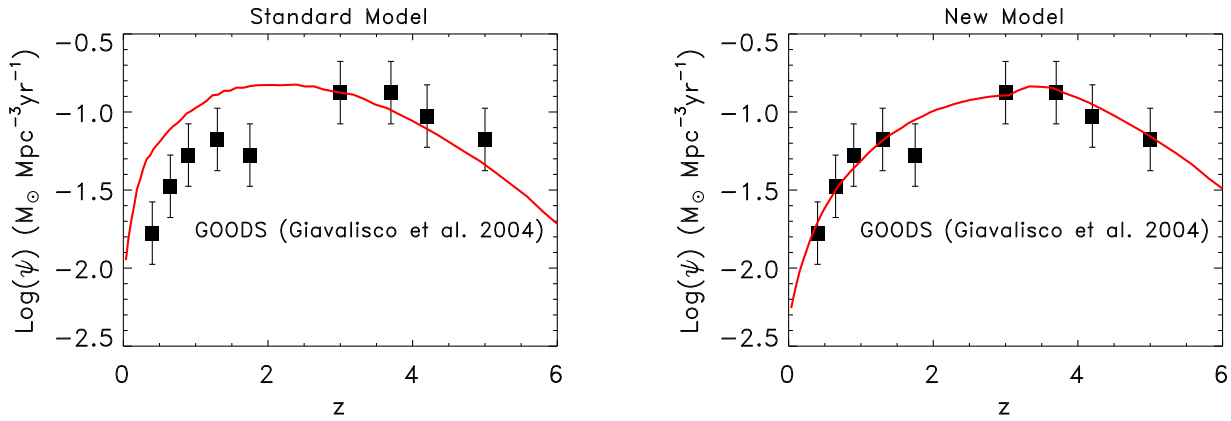 Standard Model
Log(ψ) (M☉ Mpc⁻³yr⁻¹)
−0.5
−1.0
−1.5
−2.0
−2.5
GOODS (Giavalisco et al. 2004)
0 2 4 6
z
New Model
Log(ψ) (M☉ Mpc⁻³yr⁻¹)
−0.5
−1.0
−1.5
−2.0
−2.5
GOODS (Giavalisco et al. 2004)
0 2 4 6
z